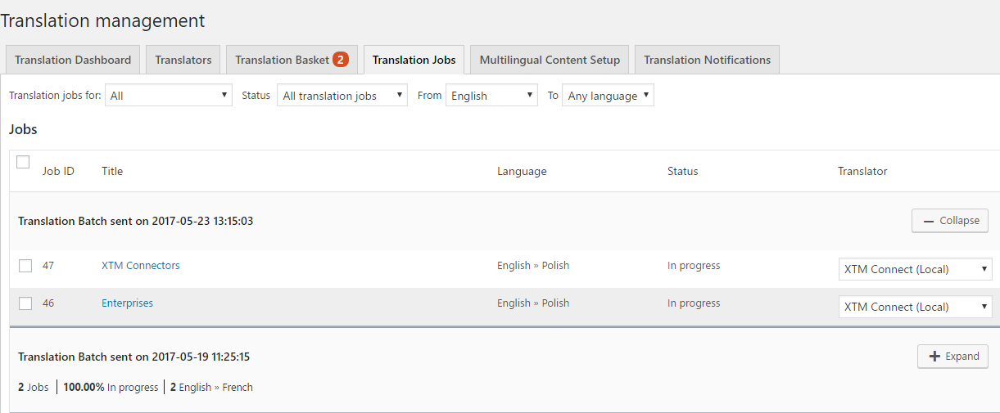 Translation management
Translation Dashboard Translators Translation Basket 2 Translation Jobs Multilingual Content Setup Translation Notifications
Translation jobs for: All Status All translation jobs From English To Any language
Jobs
Job ID Title Language Status Translator
Translation Batch sent on 2017-05-23 13:15:03 Collapse
47 XTM Connectors English » Polish In progress XTM Connect (Local)
46 Enterprises English » Polish In progress XTM Connect (Local)
Translation Batch sent on 2017-05-19 11:25:15 Expand
2 Jobs 100.00% In progress 2 English » French